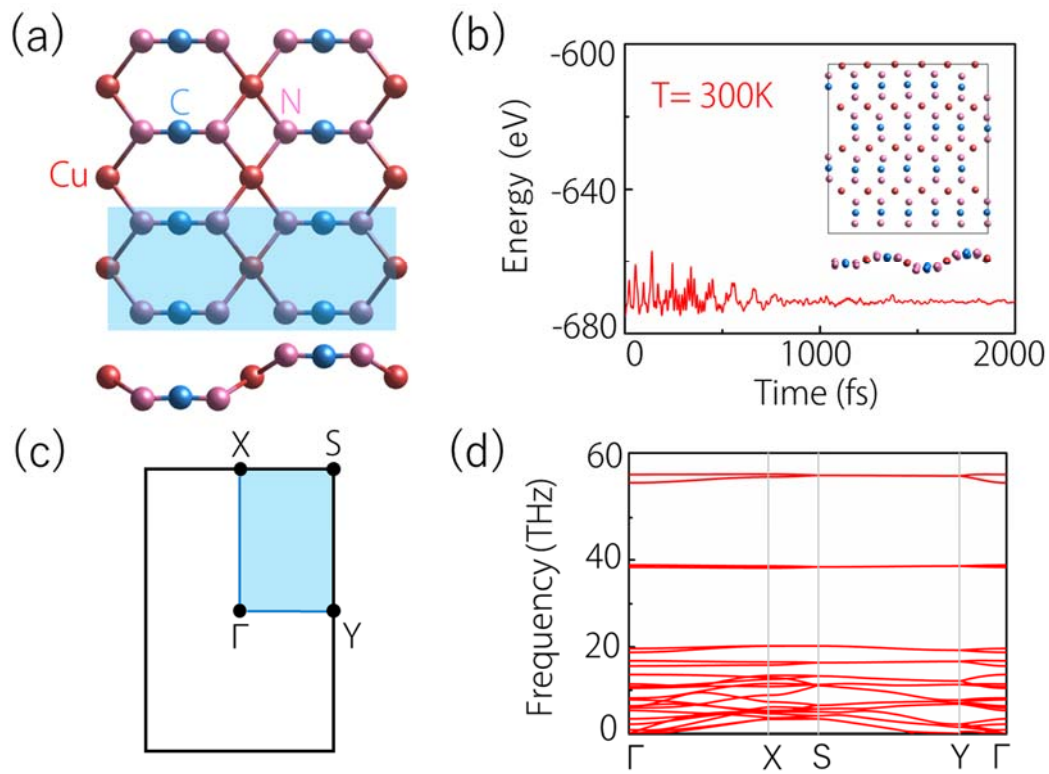 (a)
C
N
Cu
(b)
-600
-640
-680
Energy (eV)
T= 300K
0
1000
2000
Time (fs)
(c)
X
S
Γ
Y
(d)
60
40
20
0
Frequency (THz)
Γ
X
S
Y
Γ